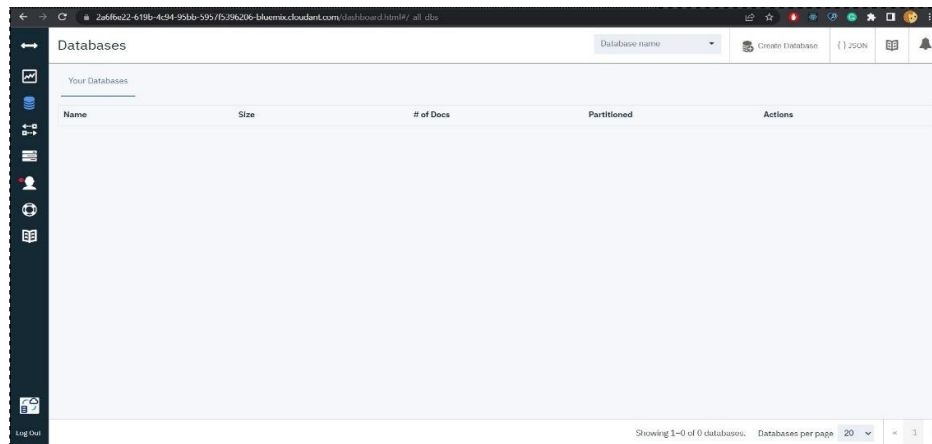 2a6f6e22-619b-4c94-95bb-5957f5396206-bluemix.cloudant.com/dashboard.html#/_all_dbs
Databases
Database name
Create Database
{ } JSON
Your Databases
Name Size # of Docs Partitioned Actions
Log Out
Showing 1–0 of 0 databases. Databases per page 20 « 1